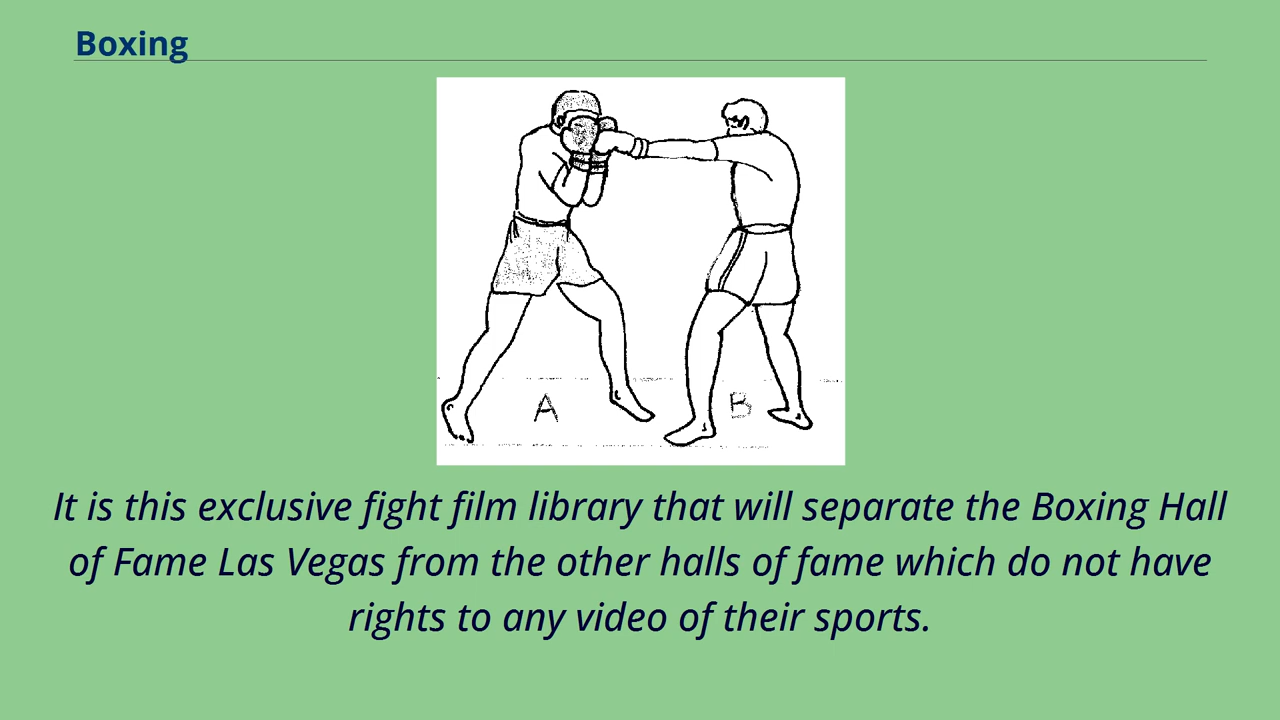 Boxing
A B
It is this exclusive fight film library that will separate the Boxing Hall
of Fame Las Vegas from the other halls of fame which do not have
rights to any video of their sports.